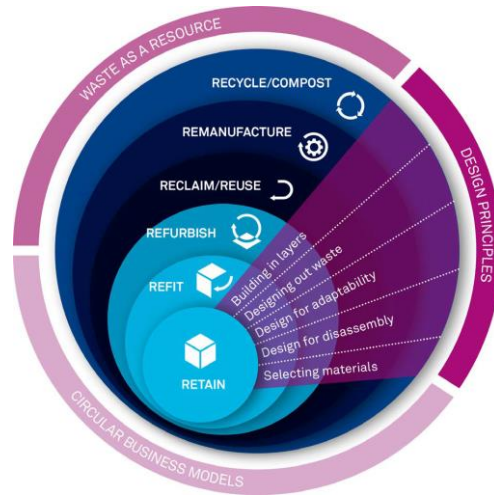 WASTE AS A RESOURCE
RECYCLE/COMPOST
REMANUFACTURE
RECLAIM/REUSE
REFURBISH
REFIT
RETAIN
Building in layers
Designing out waste
Design for adaptability
Design for disassembly
Selecting materials
DESIGN PRINCIPLES
CIRCULAR BUSINESS MODELS